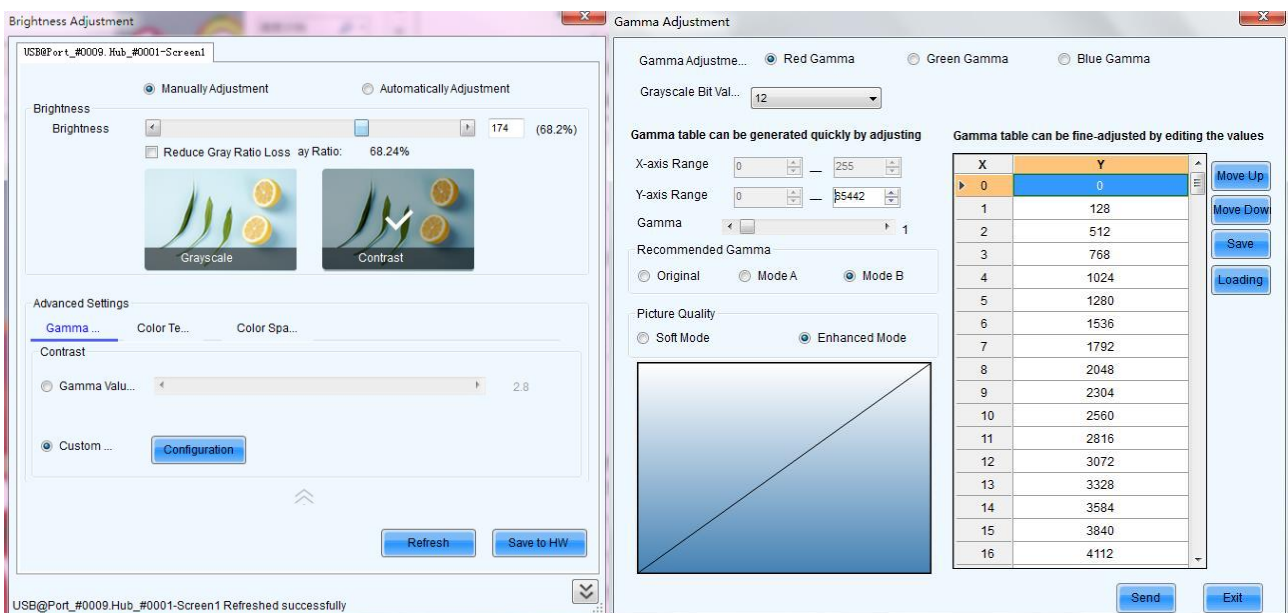 Brightness Adjustment
USB@Port_#0009.Hub_#0001-Screen1
Manually Adjustment
Automatically Adjustment
Brightness
Brightness
174
(68.2%)
Reduce Gray Ratio Loss
ay Ratio:
68.24%
Grayscale
Contrast
Advanced Settings
Gamma ...
Color Te...
Color Spa...
Contrast
Gamma Valu...
2.8
Custom ...
Configuration
Refresh
Save to HW
USB@Port_#0009.Hub_#0001-Screen1 Refreshed successfully
Gamma Adjustment
Gamma Adjustme...
Red Gamma
Green Gamma
Blue Gamma
Grayscale Bit Val...
12
Gamma table can be generated quickly by adjusting
X-axis Range
0
—
255
Y-axis Range
0
—
65442
Gamma
1
Recommended Gamma
Original
Mode A
Mode B
Picture Quality
Soft Mode
Enhanced Mode
Gamma table can be fine-adjusted by editing the values
X Y
0 0
1 128
2 512
3 768
4 1024
5 1280
6 1536
7 1792
8 2048
9 2304
10 2560
11 2816
12 3072
13 3328
14 3584
15 3840
16 4112
Move Up
Move Dow
Save
Loading
Send
Exit